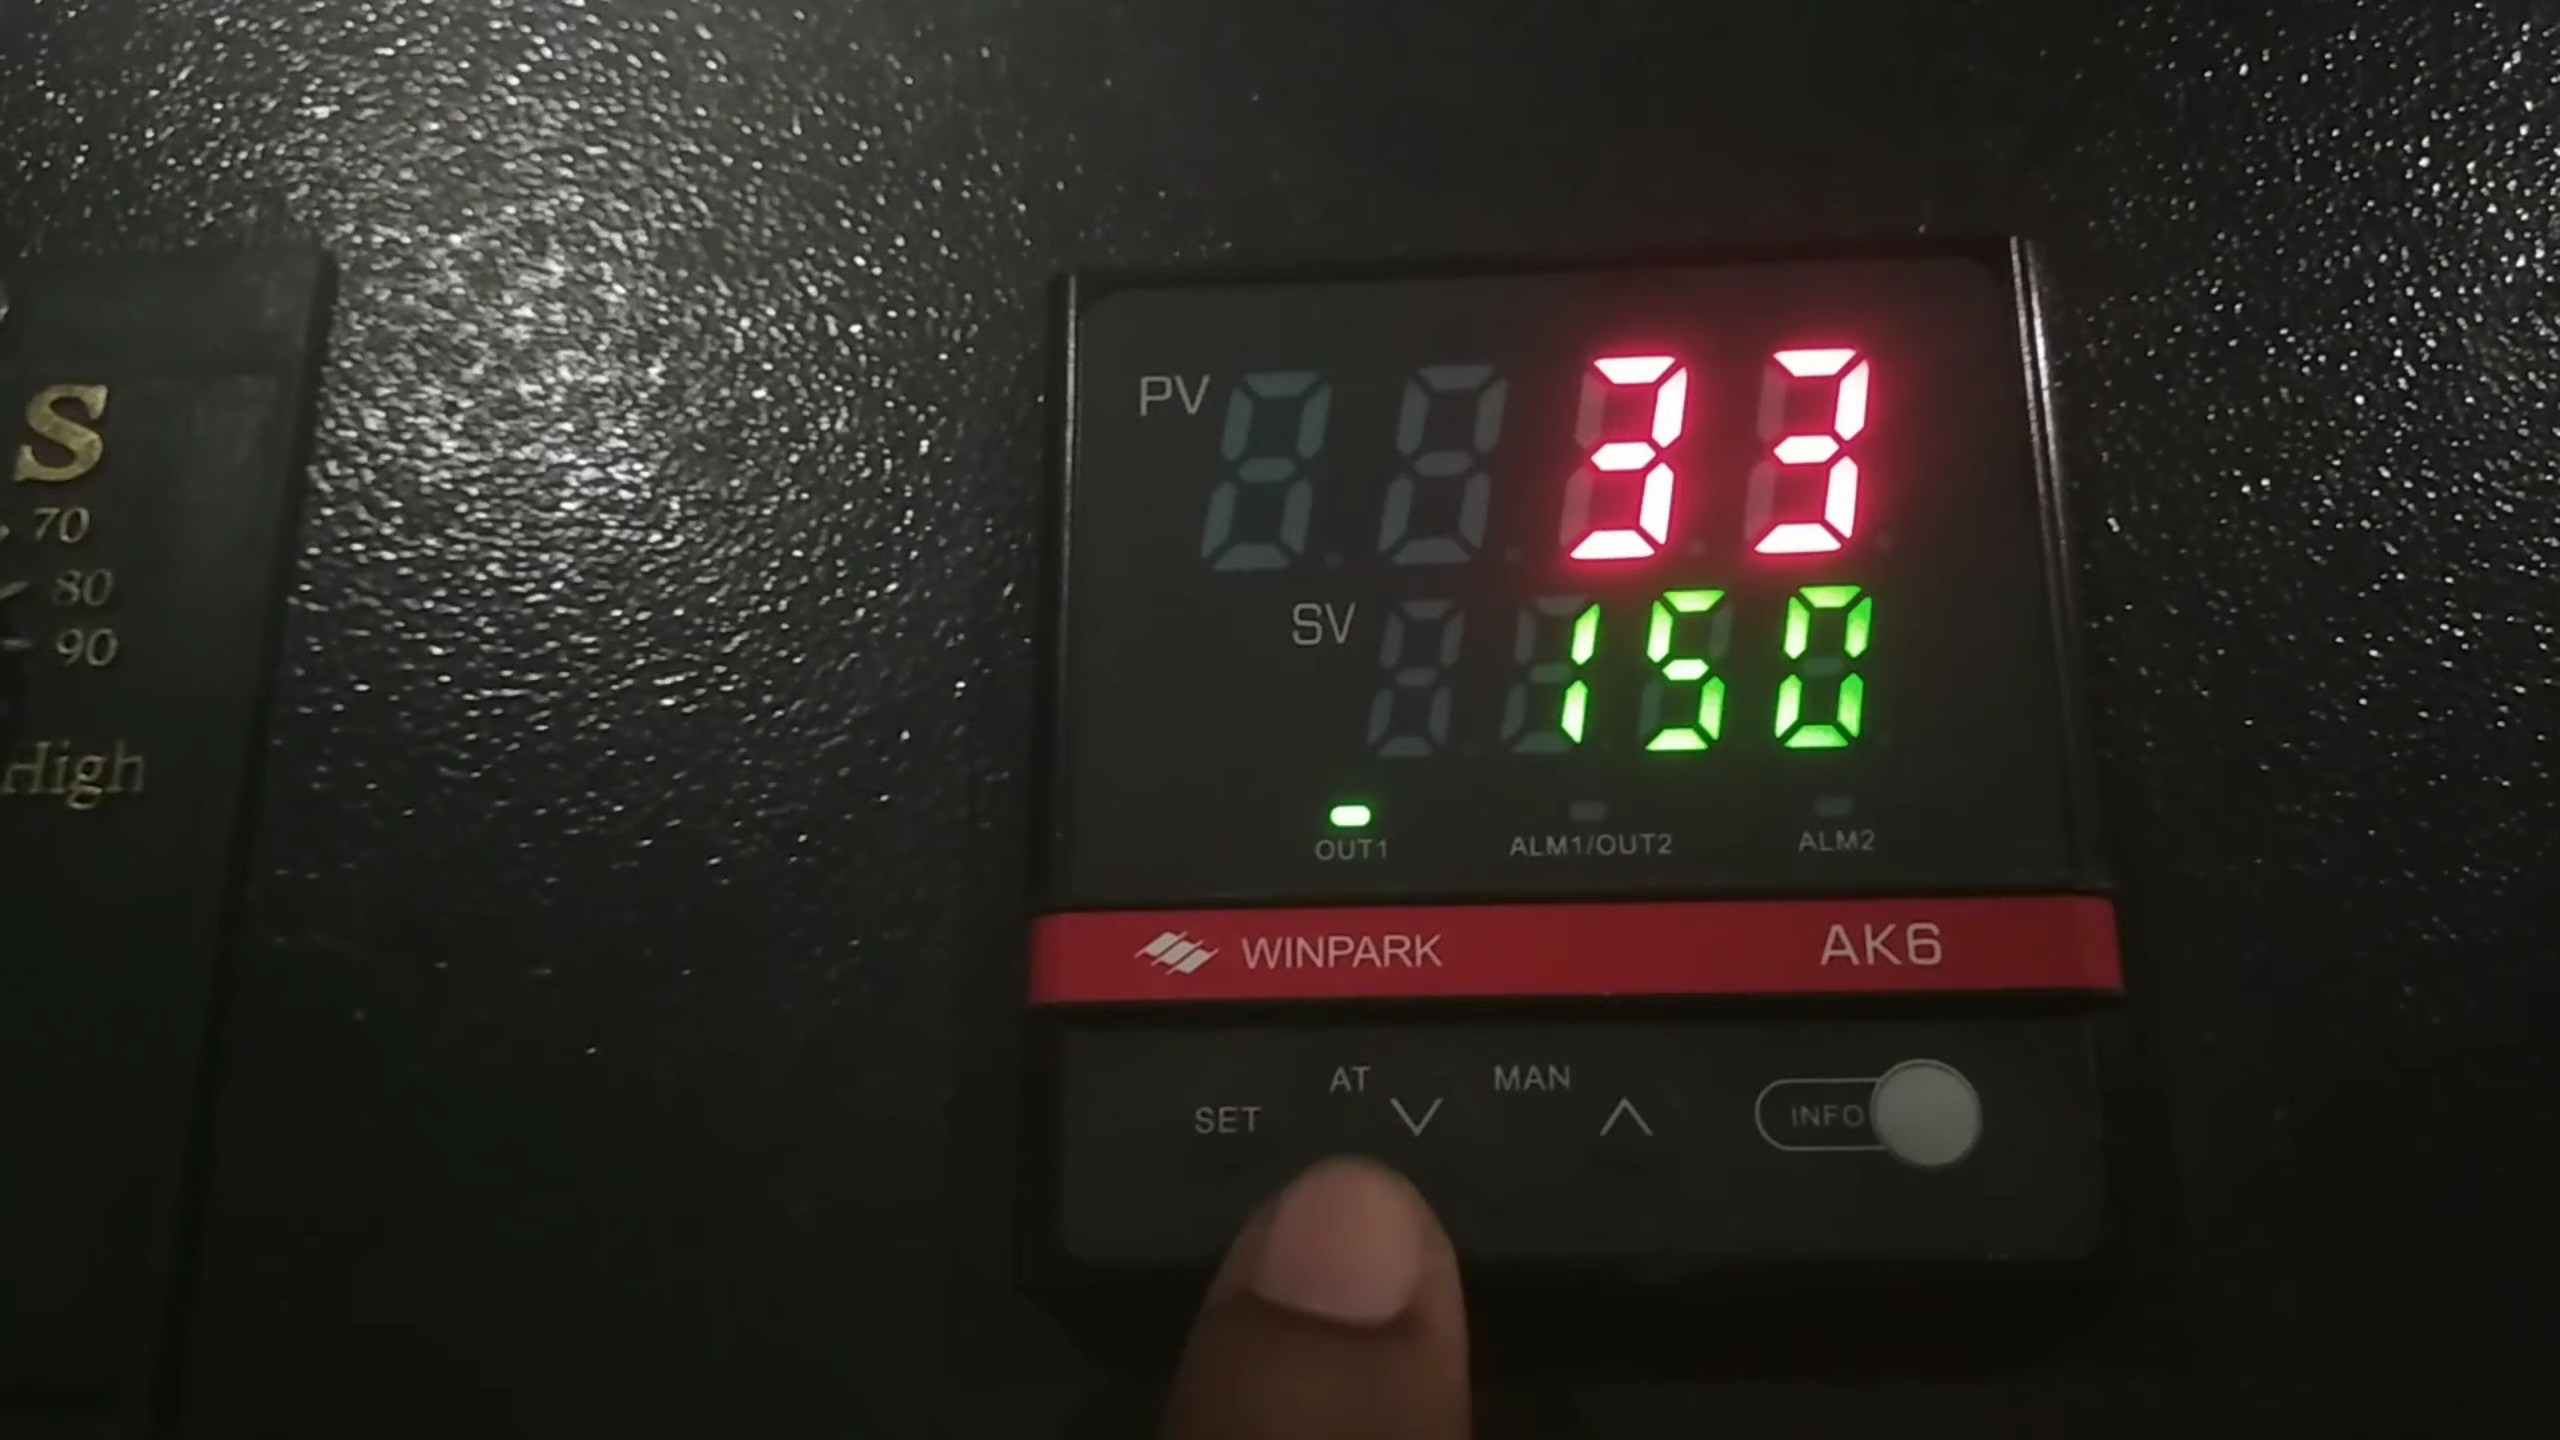 S
70
80
90
High
PV 33
SV 150
OUT1 ALM1/OUT2 ALM2
WINPARK AK6
AT MAN
SET INFO